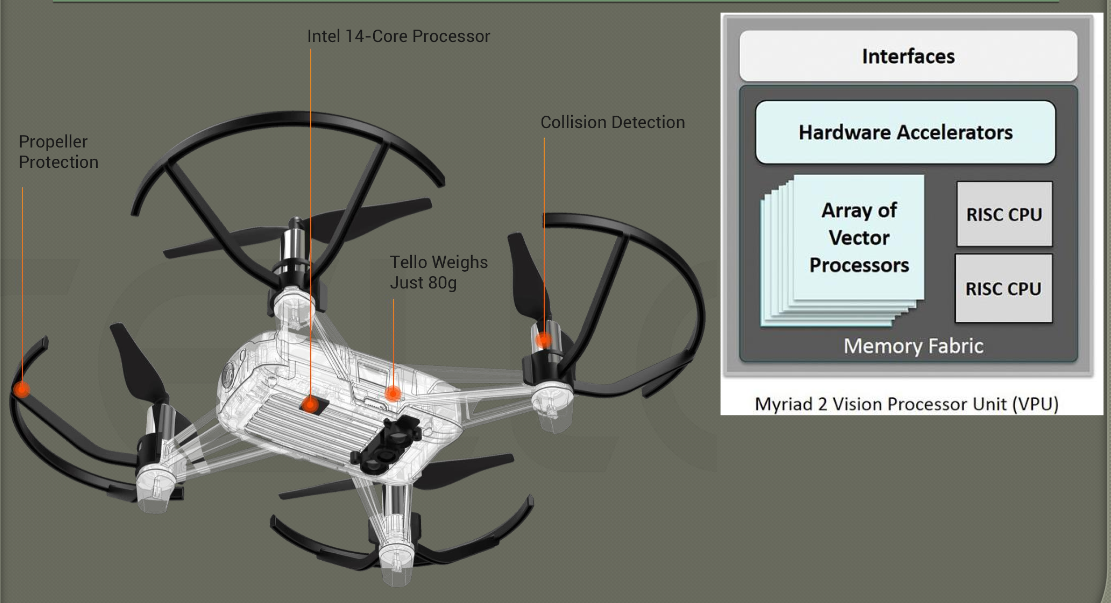 Intel 14-Core Processor
Propeller
Protection
Collision Detection
Tello Weighs
Just 80g
Interfaces
Hardware Accelerators
Array of
Vector
Processors
RISC CPU
RISC CPU
Memory Fabric
Myriad 2 Vision Processor Unit (VPU)